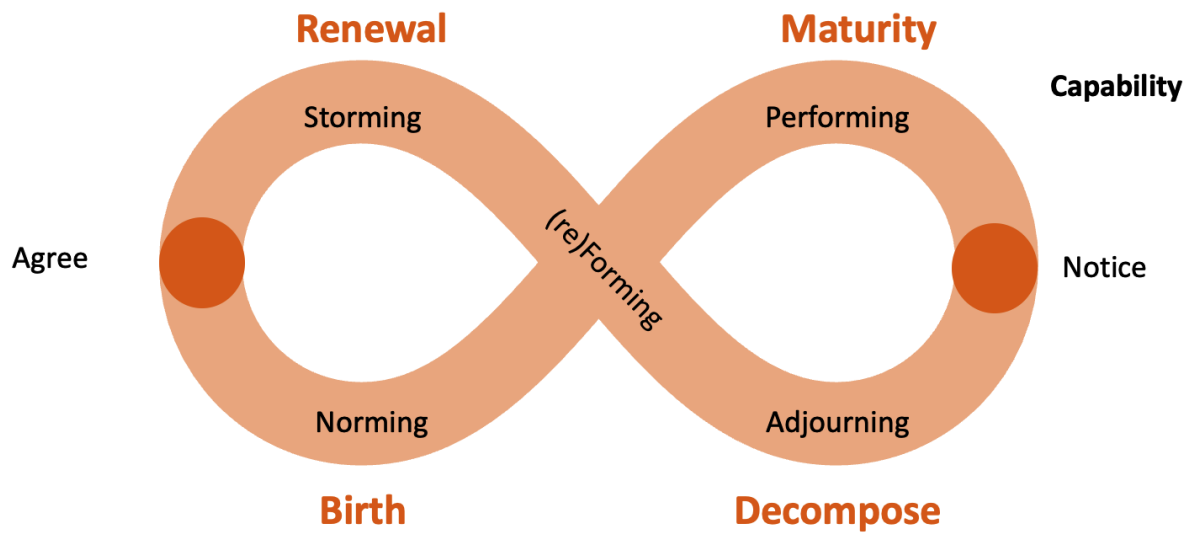 Renewal
Maturity
Capability
Storming
Performing
Agree
(re)Forming
Notice
Norming
Adjourning
Birth
Decompose